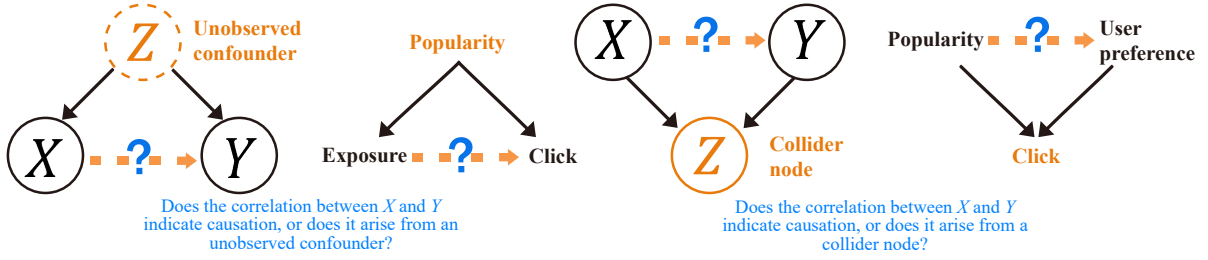 Z
Unobserved
confounder
X
?
Y
Popularity
Exposure
?
Click
Does the correlation between X and Y
indicate causation, or does it arise from an
unobserved confounder?
X
?
Y
Z
Collider
node
Popularity
?
User
preference
Click
Does the correlation between X and Y
indicate causation, or does it arise from a
collider node?